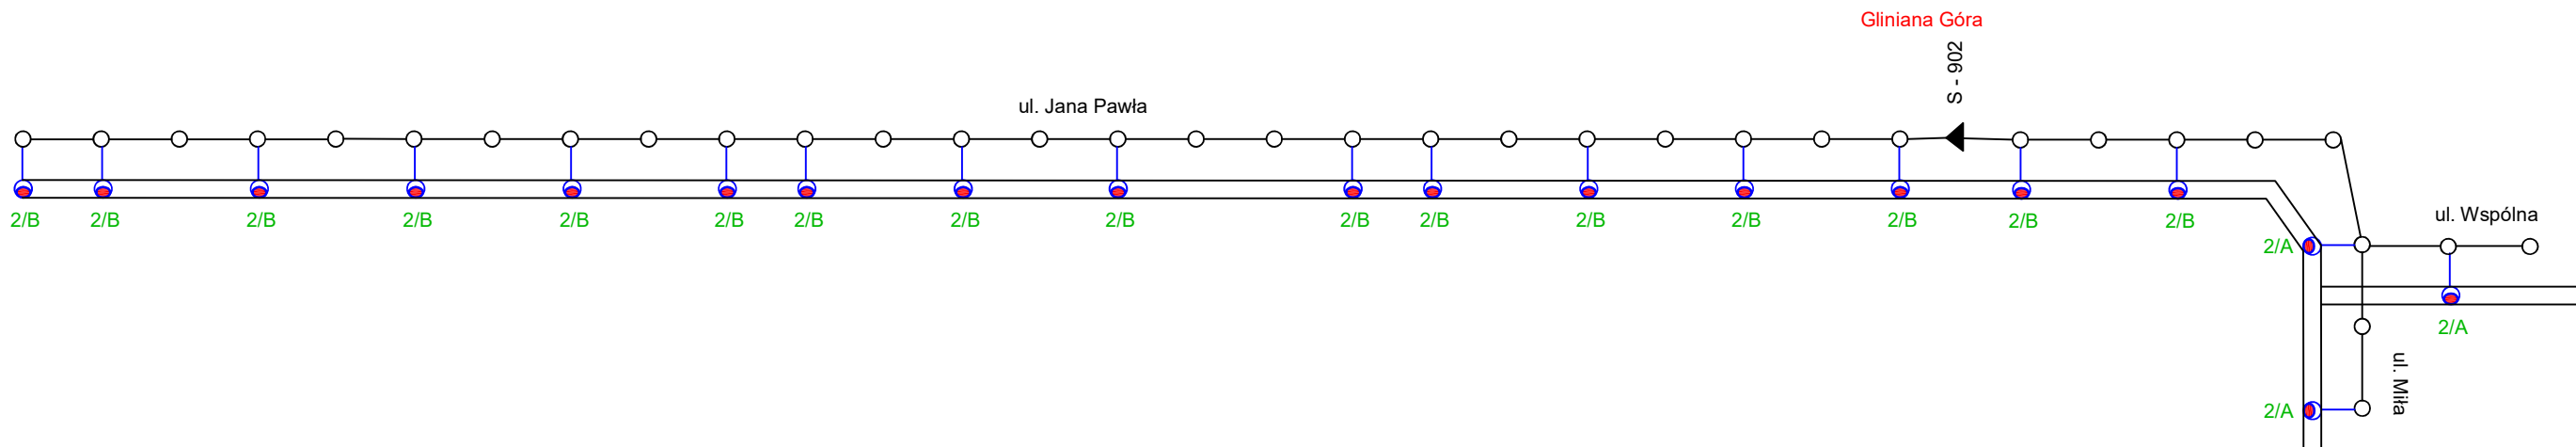 Gliniana Góra
S - 902
ul. Jana Pawła
2/B 2/B 2/B 2/B 2/B 2/B 2/B 2/B 2/B 2/B 2/B 2/B 2/B 2/B 2/B 2/B
ul. Wspólna
2/A
2/A
ul. Miła
2/A